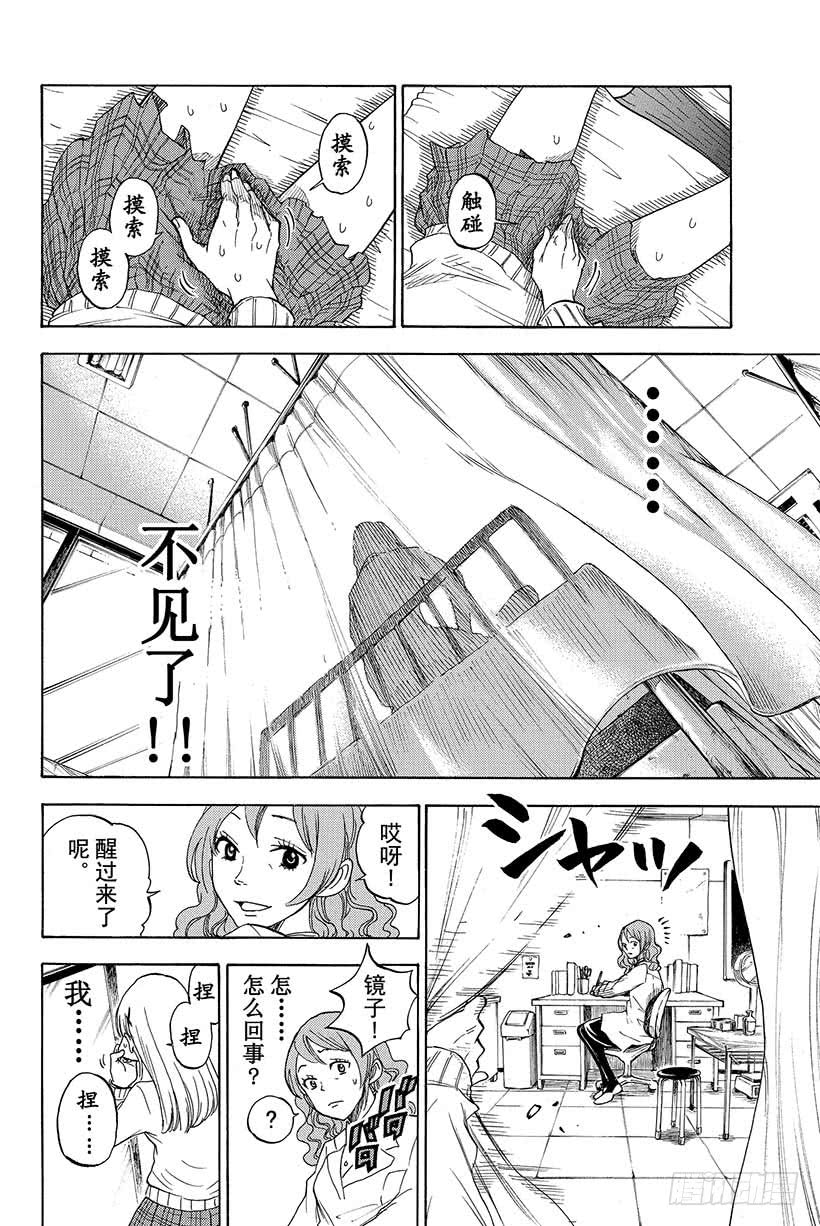 触碰
摸索
摸索
摸索
••••••
不见了!!
シャッ
哎呀!
醒过来了
呢。
镜子!
怎……
怎么回事?
?
捏
捏
我……
捏……